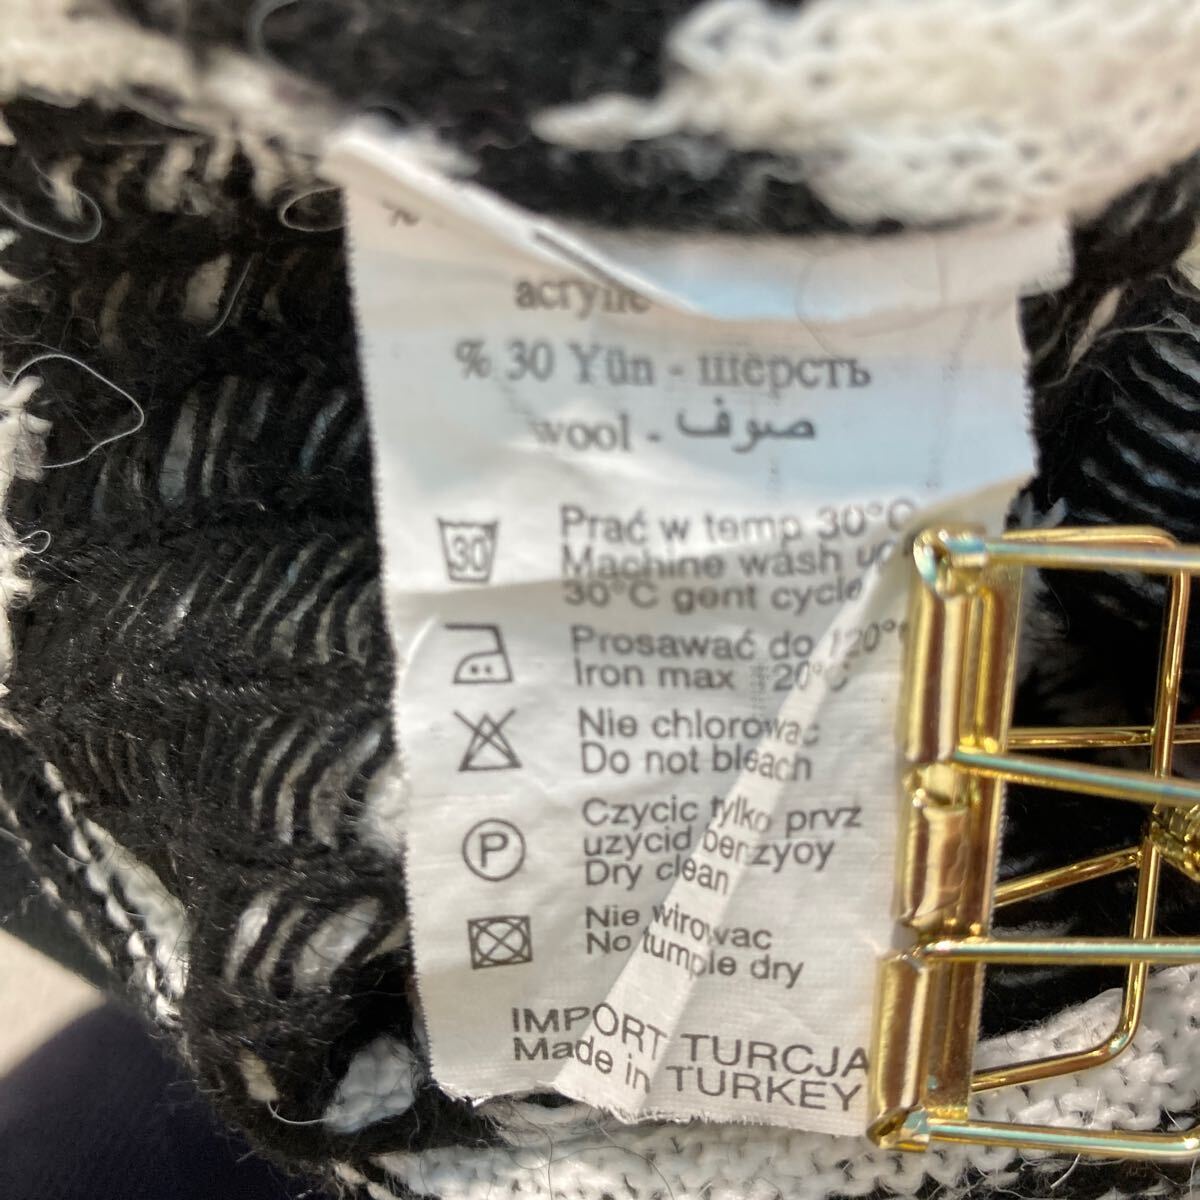 acrylic
% 30 Yün - шерсть
wool - صوف
30
Prać w temp 30°C
Machine wash
30°C gent cycle
Prosawać do 120°
Iron max 120°C
Nie chlorowac
Do not bleach
P
Czycic tylko prvz
uzycid benzyoy
Dry clean
Nie wirowac
No tumple dry
IMPORT TURCJA
Made in TURKEY